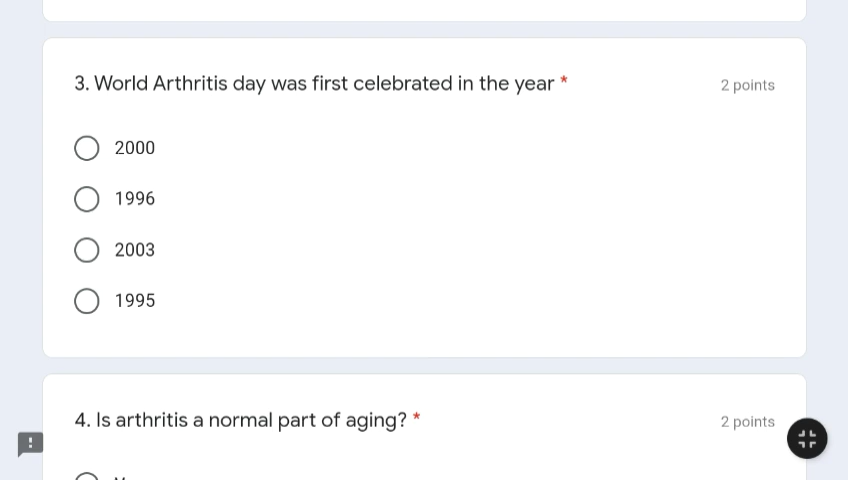 3. World Arthritis day was first celebrated in the year * 2 points
2000
1996
2003
1995
4. Is arthritis a normal part of aging? * 2 points